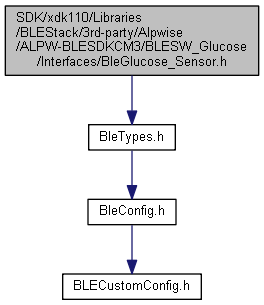 SDK/xdk110/Libraries
/BLEStack/3rd-party/Alpwise
/ALPW-BLESDKCM3/BLESW_Glucose
/Interfaces/BleGlucose_Sensor.h
BleTypes.h
BleConfig.h
BLECustomConfig.h